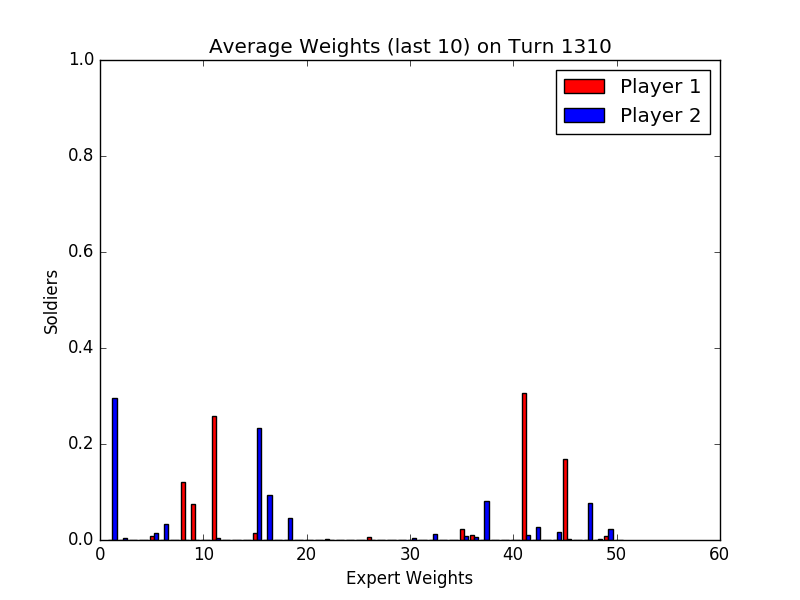 Average Weights (last 10) on Turn 1310
1.0
0.8
0.6
0.4
0.2
0.0
Soldiers
Player 1
Player 2
0 10 20 30 40 50 60
Expert Weights